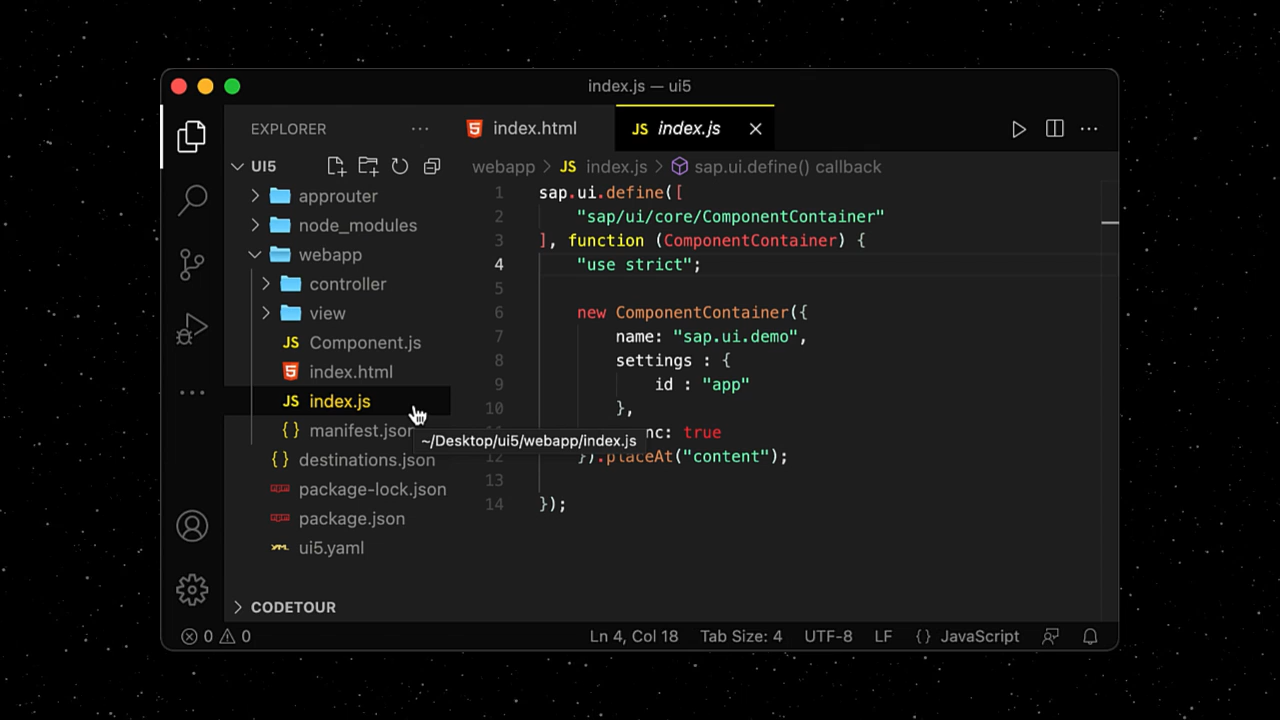 index.js — ui5
EXPLORER
UI5
approuter
node_modules
webapp
controller
view
JS Component.js
index.html
JS index.js
{ } manifest.json
{ } destinations.json
package-lock.json
package.json
ui5.yaml
CODETOUR
~/Desktop/ui5/webapp/index.js
5 index.html
JS index.js
webapp > JS index.js > sap.ui.define() callback
1 sap.ui.define([
2 "sap/ui/core/ComponentContainer"
3 ], function (ComponentContainer) {
4 "use strict";
5
6 new ComponentContainer({
7 name: "sap.ui.demo",
8 settings : {
9 id : "app"
10 },
nc: true
12 }).placeAt("content");
13
14 });
0 0
Ln 4, Col 18 Tab Size: 4 UTF-8 LF { } JavaScript